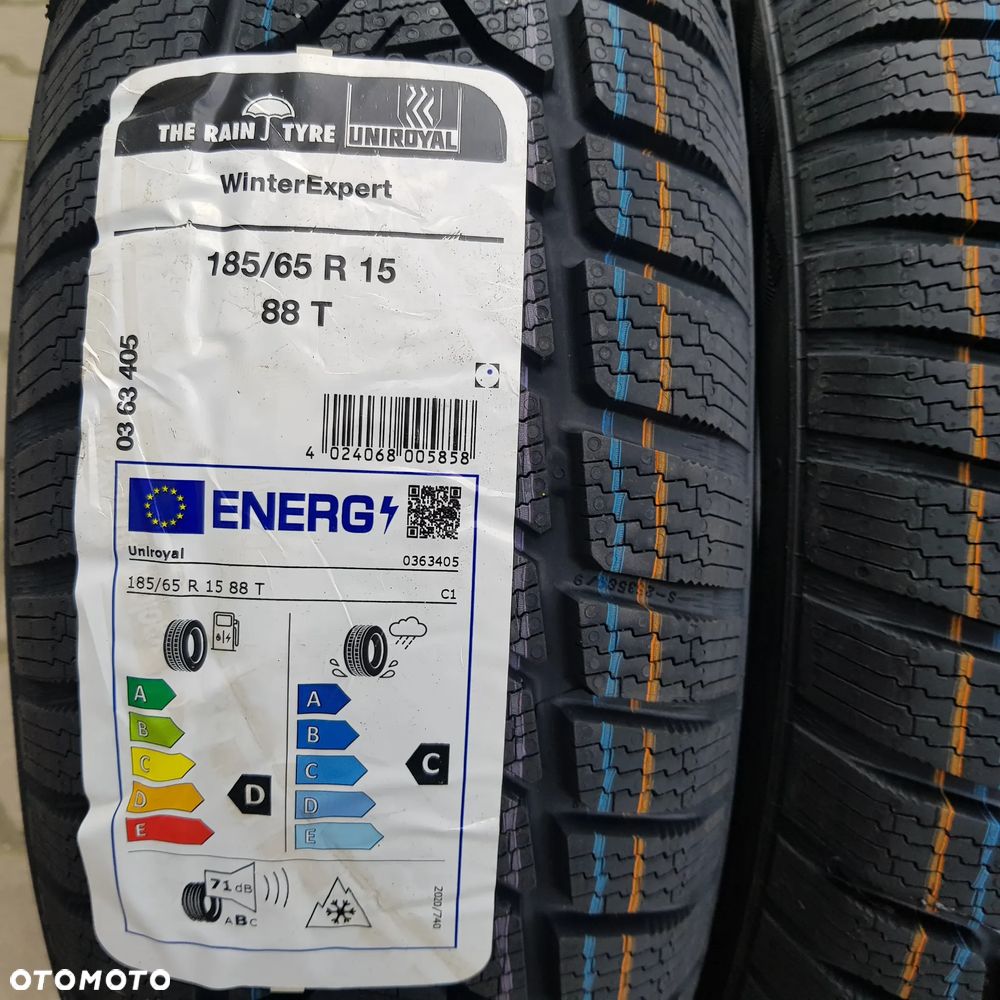 THE RAIN TYRE UNIROYAL
WinterExpert
185/65 R 15
88 T
03 63 405
4 024068 005858
ENERG
Uniroyal 0363405
185/65 R 15 88 T C1
A A
B B
C C C
D D D
E E
71 dB
ABC
2020/740
OTOMOTO